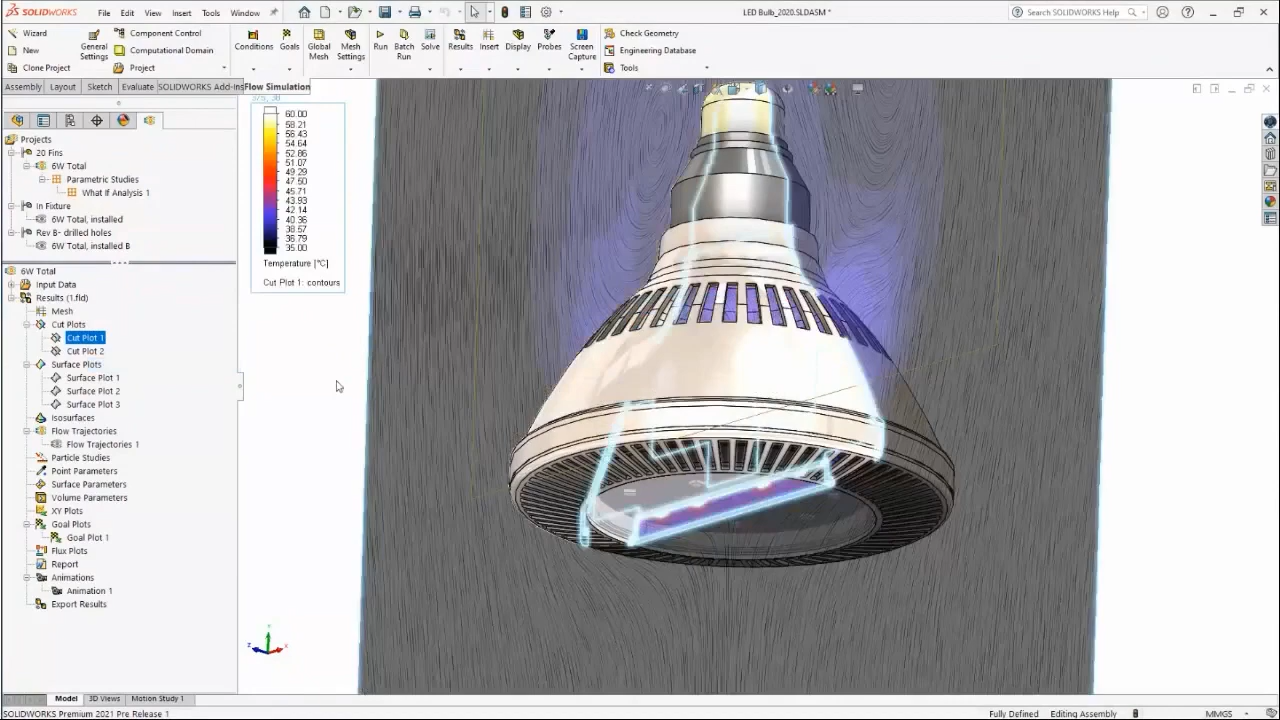 SOLIDWORKS File Edit View Insert Tools Window LED Bulb_2020.SLDASM * Search SOLIDWORKS Help
Wizard
New
Clone Project
General Settings
Component Control
Computational Domain
Project
Conditions
Goals
Global Mesh
Mesh Settings
Run
Batch Run
Solve
Results
Insert
Display
Probes
Screen Capture
Check Geometry
Engineering Database
Tools
Assembly Layout Sketch Evaluate SOLIDWORKS Add-Ins Flow Simulation
60.00
58.21
56.43
54.64
52.86
51.07
49.29
47.50
45.71
43.93
42.14
40.36
38.57
36.79
35.00
Temperature [°C]
Cut Plot 1: contours
Projects
20 Fins
6W Total
Parametric Studies
What If Analysis 1
In Fixture
6W Total, installed
Rev B- drilled holes
6W Total, installed B
6W Total
Input Data
Results (1.fld)
Mesh
Cut Plots
Cut Plot 1
Cut Plot 2
Surface Plots
Surface Plot 1
Surface Plot 2
Surface Plot 3
Isosurfaces
Flow Trajectories
Flow Trajectories 1
Particle Studies
Point Parameters
Surface Parameters
Volume Parameters
XY Plots
Goal Plots
Goal Plot 1
Flux Plots
Report
Animations
Animation 1
Export Results
Model 3D Views Motion Study 1
SOLIDWORKS Premium 2021 Pre Release 1 Fully Defined Editing Assembly MMGS